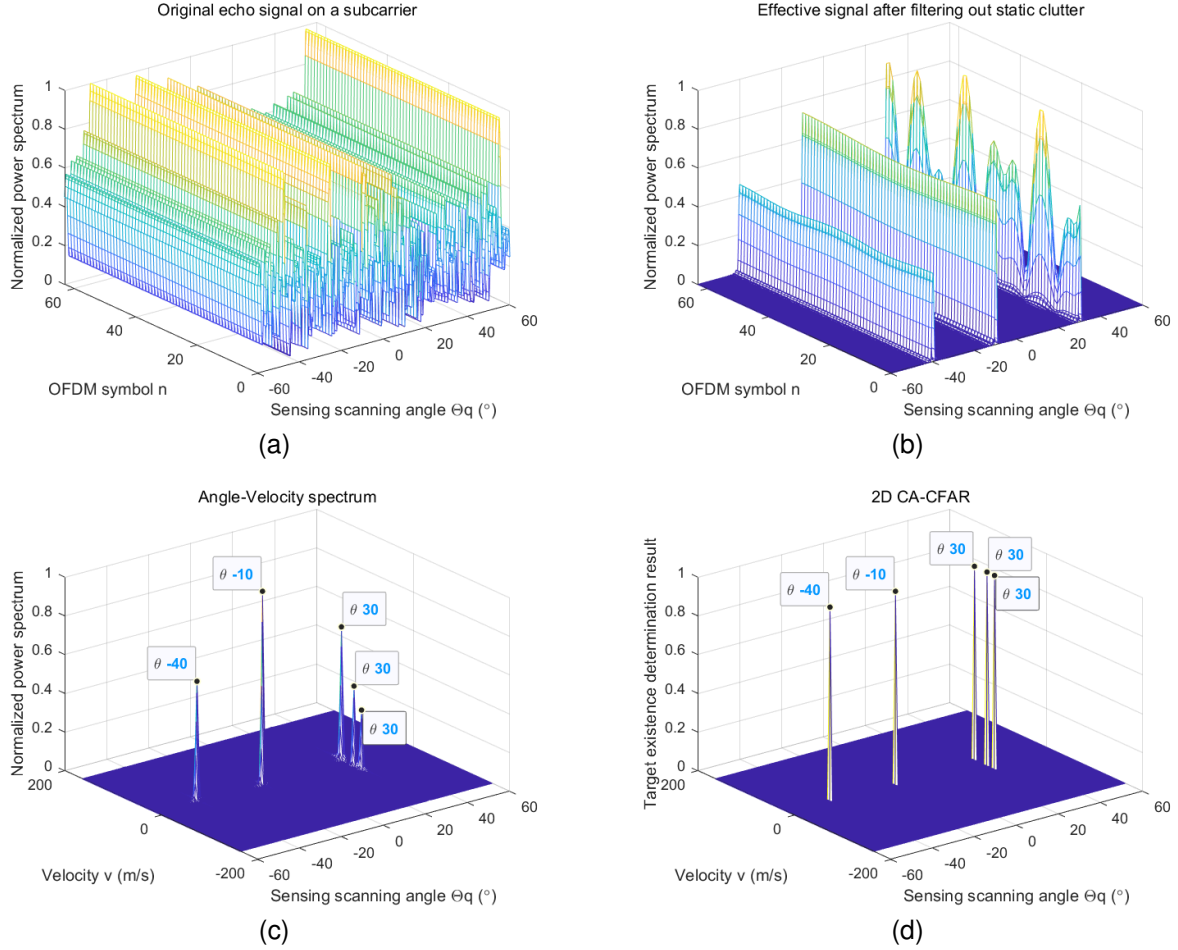 Original echo signal on a subcarrier
Normalized power spectrum
1
0.8
0.6
0.4
0.2
0
60
40
20
0
OFDM symbol n
-60
-40
-20
0
20
40
60
Sensing scanning angle Θq (°)
(a)
Effective signal after filtering out static clutter
Normalized power spectrum
1
0.8
0.6
0.4
0.2
0
60
40
20
0
OFDM symbol n
-60
-40
-20
0
20
40
60
Sensing scanning angle Θq (°)
(b)
Angle-Velocity spectrum
Normalized power spectrum
1
0.8
0.6
0.4
0.2
0
θ -40
θ -10
θ 30
θ 30
θ 30
200
0
-200
Velocity v (m/s)
-60
-40
-20
0
20
40
60
Sensing scanning angle Θq (°)
(c)
2D CA-CFAR
Target existence determination result
1
0.8
0.6
0.4
0.2
0
θ -40
θ -10
θ 30
θ 30
θ 30
200
0
-200
Velocity v (m/s)
-60
-40
-20
0
20
40
60
Sensing scanning angle Θq (°)
(d)